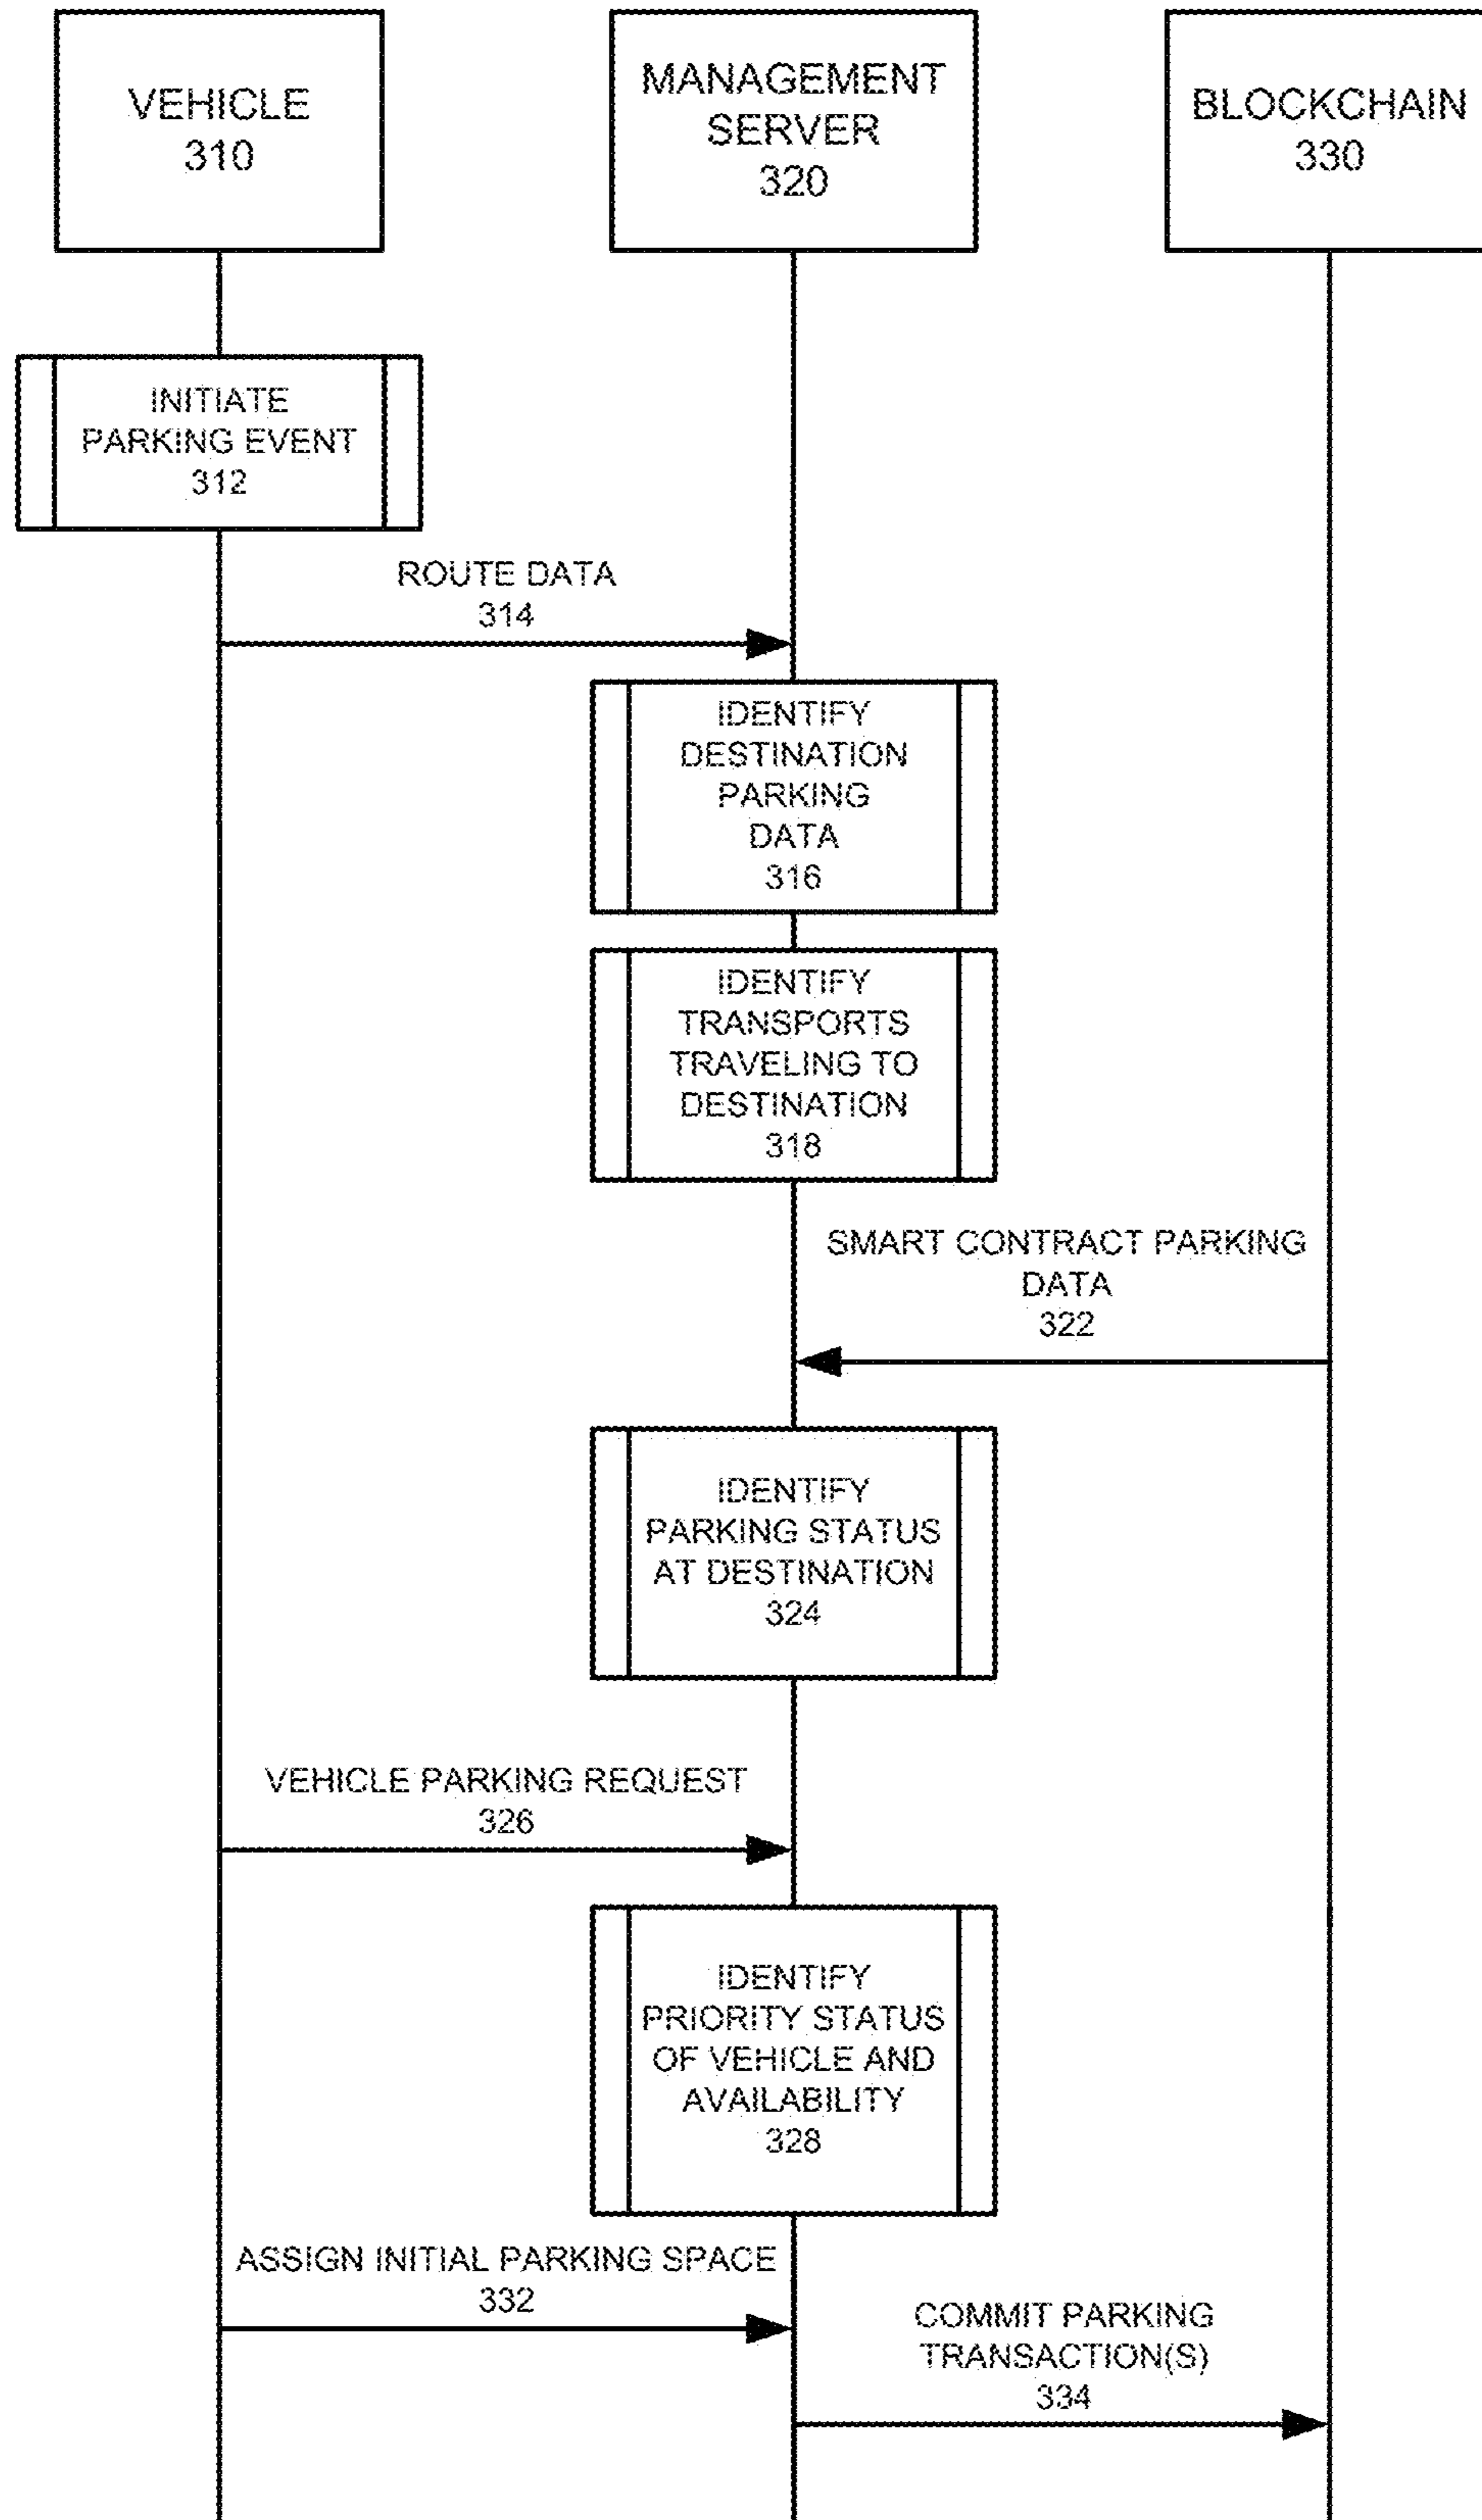 VEHICLE
310
MANAGEMENT
SERVER
320
BLOCKCHAIN
330
INITIATE
PARKING EVENT
312
ROUTE DATA
314
IDENTIFY
DESTINATION
PARKING
DATA
316
IDENTIFY
TRANSPORTS
TRAVELING TO
DESTINATION
318
SMART CONTRACT PARKING
DATA
322
IDENTIFY
PARKING STATUS
AT DESTINATION
324
VEHICLE PARKING REQUEST
326
IDENTIFY
PRIORITY STATUS
OF VEHICLE AND
AVAILABILITY
328
ASSIGN INITIAL PARKING SPACE
332
COMMIT PARKING
TRANSACTION(S)
334